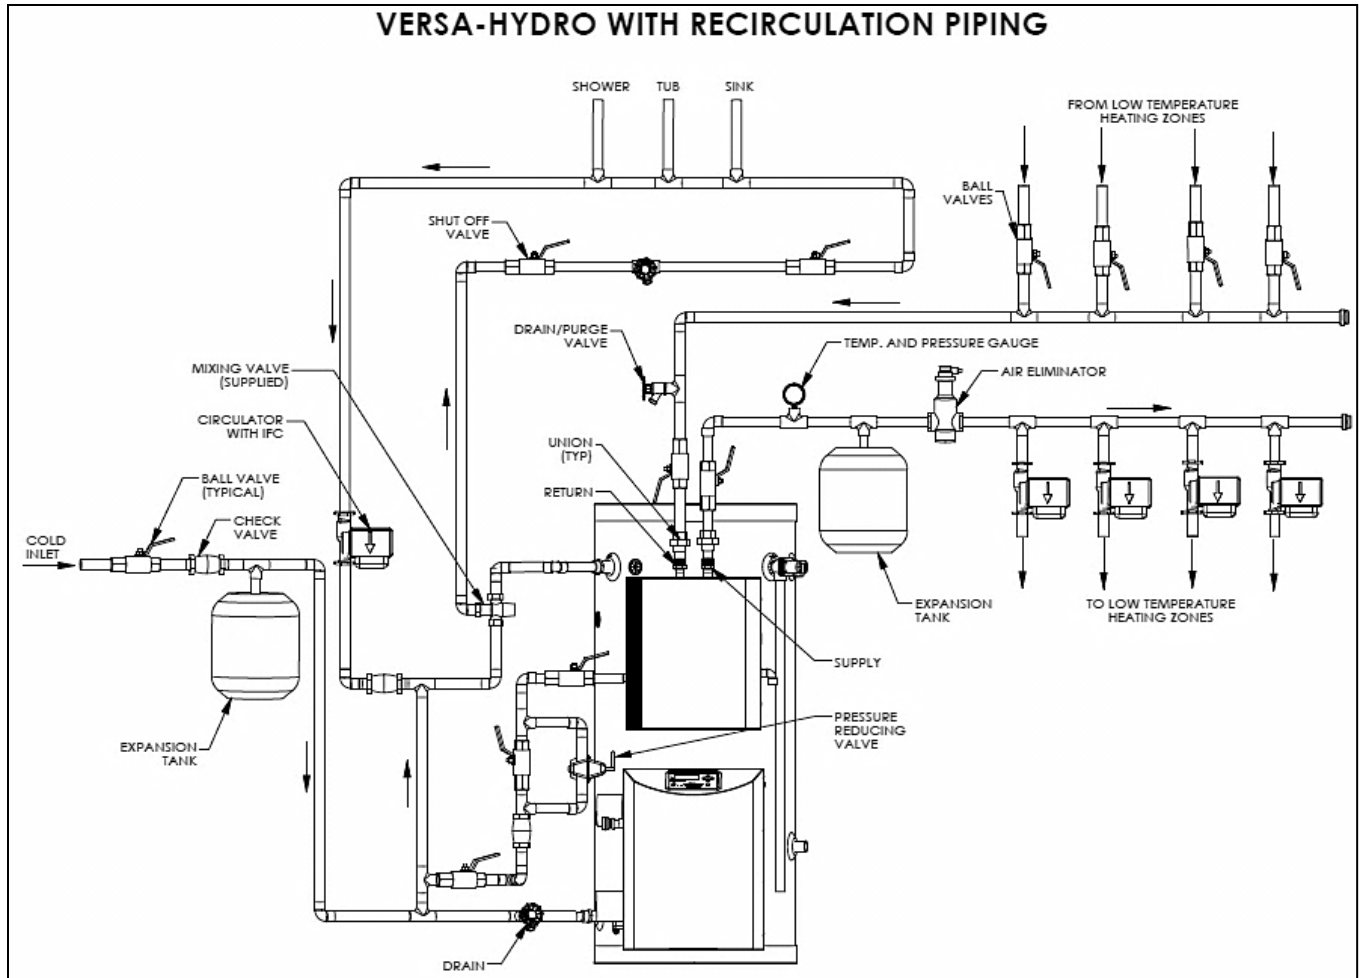 VERSA-HYDRO WITH RECIRCULATION PIPING
SHOWER
TUB
SINK
FROM LOW TEMPERATURE
HEATING ZONES
BALL
VALVES
SHUT OFF
VALVE
DRAIN/PURGE
VALVE
TEMP. AND PRESSURE GAUGE
MIXING VALVE
(SUPPLIED)
AIR ELIMINATOR
CIRCULATOR
WITH IFC
UNION
(TYP)
BALL VALVE
(TYPICAL)
RETURN
CHECK
VALVE
COLD
INLET
EXPANSION
TANK
TO LOW TEMPERATURE
HEATING ZONES
SUPPLY
PRESSURE
REDUCING
VALVE
EXPANSION
TANK
DRAIN